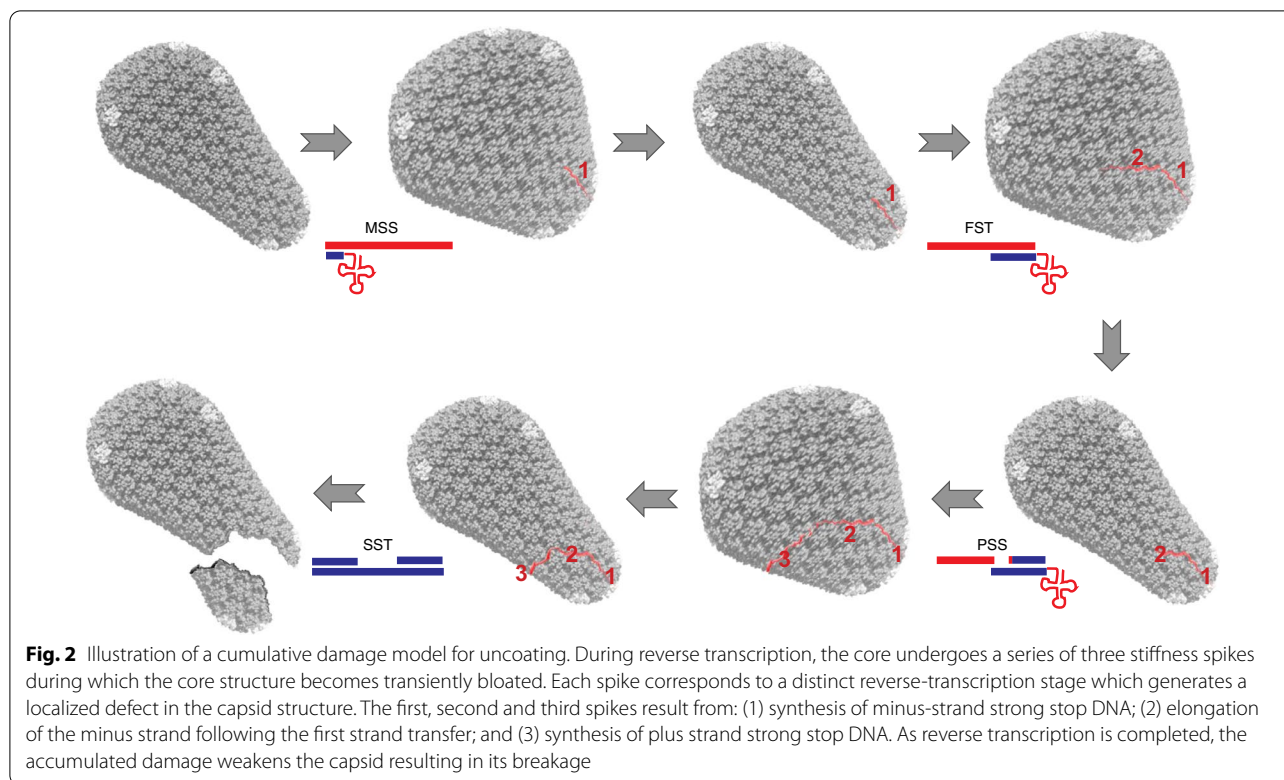 MSS
1
1
FST
2
1
SST
3
2
1
3
2
1
PSS
2
1
Fig. 2 Illustration of a cumulative damage model for uncoating. During reverse transcription, the core undergoes a series of three stiffness spikes
during which the core structure becomes transiently bloated. Each spike corresponds to a distinct reverse-transcription stage which generates a
localized defect in the capsid structure. The first, second and third spikes result from: (1) synthesis of minus-strand strong stop DNA; (2) elongation
of the minus strand following the first strand transfer; and (3) synthesis of plus strand strong stop DNA. As reverse transcription is completed, the
accumulated damage weakens the capsid resulting in its breakage